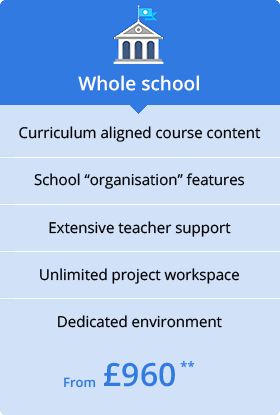 Whole school
Curriculum aligned course content
School “organisation” features
Extensive teacher support
Unlimited project workspace
Dedicated environment
From £960 **